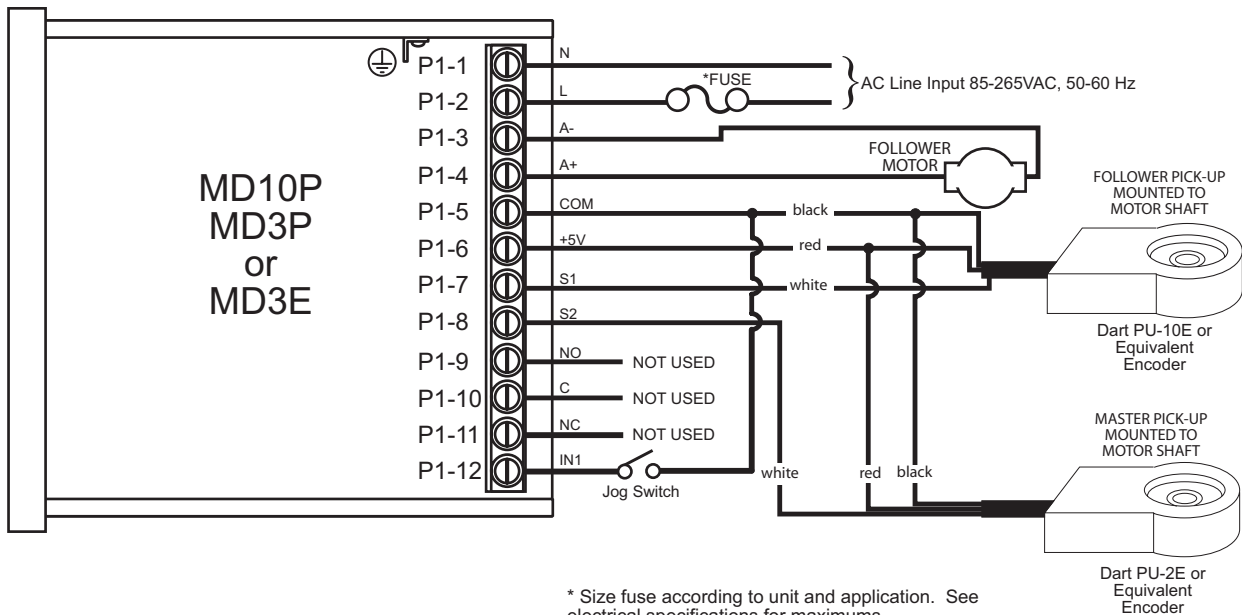 MD10P
MD3P
or
MD3E
P1-1
P1-2
P1-3
P1-4
P1-5
P1-6
P1-7
P1-8
P1-9
P1-10
P1-11
P1-12
N
L
A-
A+
COM
+5V
S1
S2
NO
C
NC
IN1
*FUSE
AC Line Input 85-265VAC, 50-60 Hz
FOLLOWER
MOTOR
black
red
white
NOT USED
NOT USED
NOT USED
Jog Switch
white
red
black
FOLLOWER PICK-UP
MOUNTED TO
MOTOR SHAFT
Dart PU-10E or
Equivalent
Encoder
MASTER PICK-UP
MOUNTED TO
MOTOR SHAFT
Dart PU-2E or
Equivalent
Encoder
* Size fuse according to unit and application. See
electrical specifications for maximums